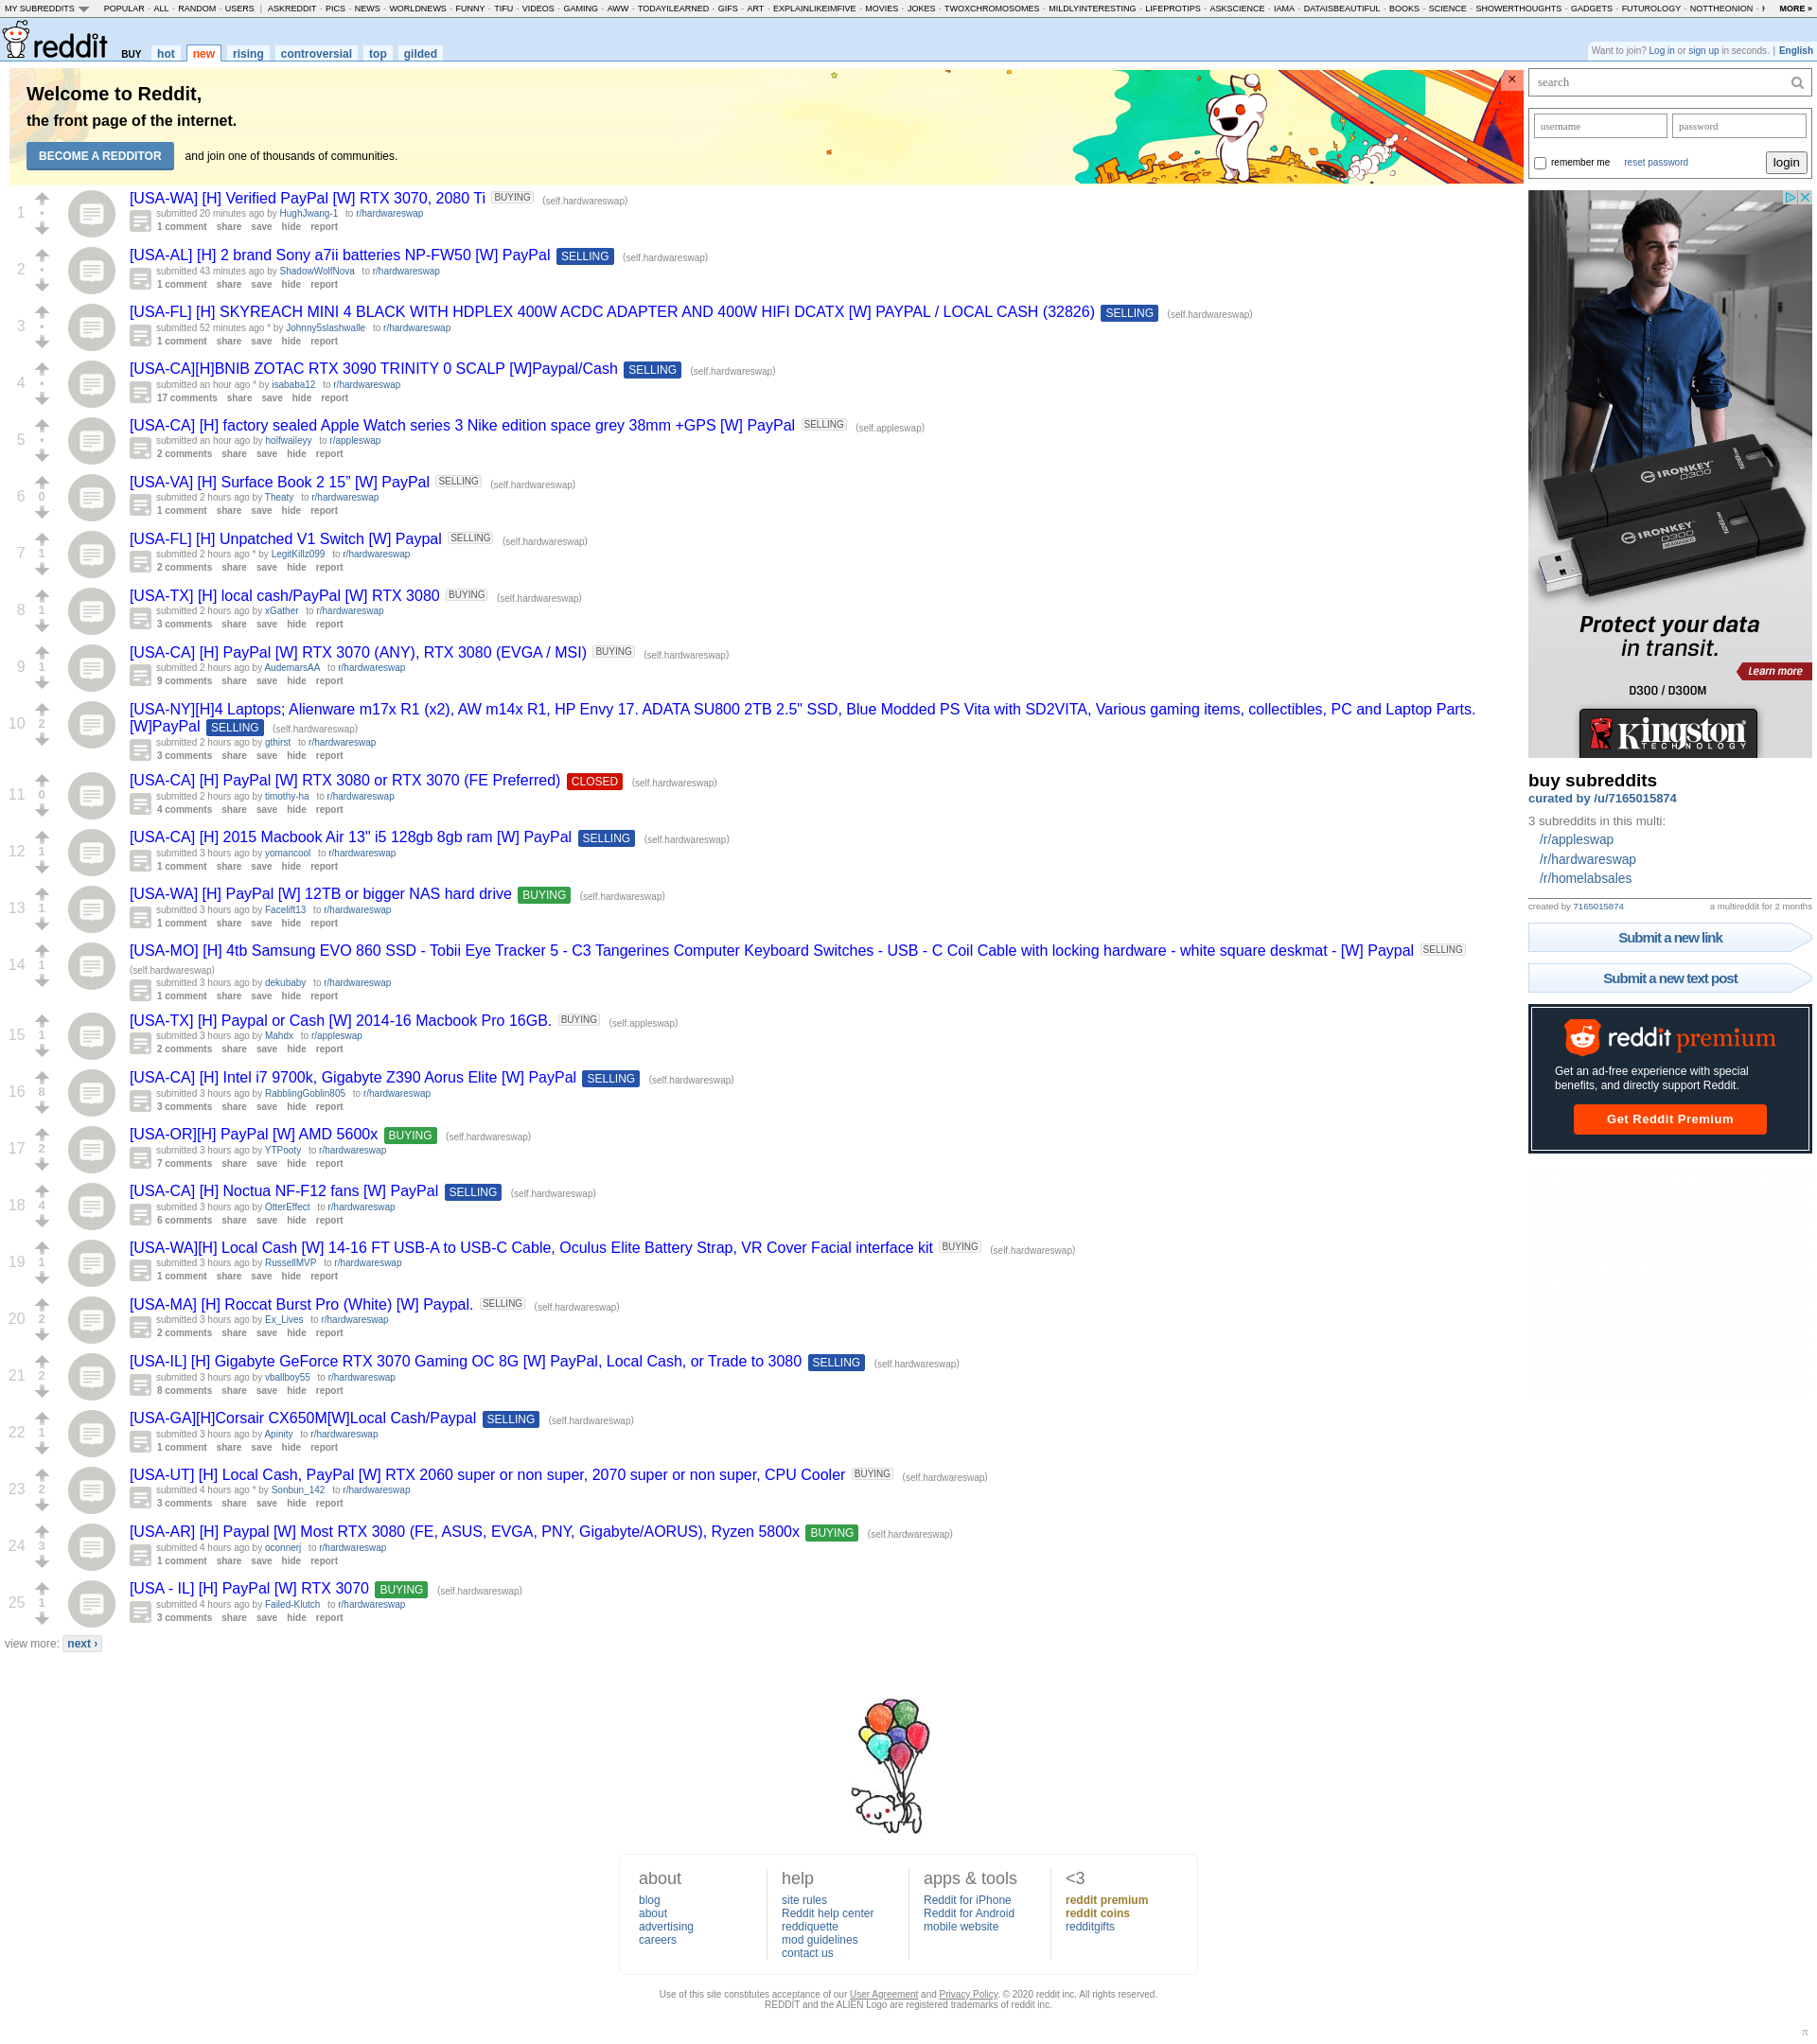 MY SUBREDDITS POPULAR - ALL - RANDOM - USERS | ASKREDDIT - PICS - NEWS - WORLDNEWS - FUNNY - TIFU - VIDEOS - GAMING - AWW - TODAYILEARNED - GIFS - ART - EXPLAINLIKEIMFIVE - MOVIES - JOKES - TWOXCHROMOSOMES - MILDLYINTERESTING - LIFEPROTIPS - ASKSCIENCE - IAMA - DATAISBEAUTIFUL - BOOKS - SCIENCE - SHOWERTHOUGHTS - GADGETS - FUTUROLOGY - NOTTHEONION - MORE »
reddit BUY hot new rising controversial top gilded
Want to join? Log in or sign up in seconds. | English
Welcome to Reddit,
the front page of the internet.
BECOME A REDDITOR and join one of thousands of communities.
×
1
[USA-WA] [H] Verified PayPal [W] RTX 3070, 2080 Ti BUYING (self.hardwareswap)
submitted 20 minutes ago by HughJwang-1 to r/hardwareswap
1 comment share save hide report
2
[USA-AL] [H] 2 brand Sony a7ii batteries NP-FW50 [W] PayPal SELLING (self.hardwareswap)
submitted 43 minutes ago by ShadowWolfNova to r/hardwareswap
1 comment share save hide report
3
[USA-FL] [H] SKYREACH MINI 4 BLACK WITH HDPLEX 400W ACDC ADAPTER AND 400W HIFI DCATX [W] PAYPAL / LOCAL CASH (32826) SELLING (self.hardwareswap)
submitted 52 minutes ago * by Johnny5slashwalle to r/hardwareswap
1 comment share save hide report
4
[USA-CA][H]BNIB ZOTAC RTX 3090 TRINITY 0 SCALP [W]Paypal/Cash SELLING (self.hardwareswap)
submitted an hour ago * by isababa12 to r/hardwareswap
17 comments share save hide report
5
[USA-CA] [H] factory sealed Apple Watch series 3 Nike edition space grey 38mm +GPS [W] PayPal SELLING (self.appleswap)
submitted an hour ago by holfwaileyy to r/appleswap
2 comments share save hide report
6 0
[USA-VA] [H] Surface Book 2 15” [W] PayPal SELLING (self.hardwareswap)
submitted 2 hours ago by Theaty to r/hardwareswap
1 comment share save hide report
7 1
[USA-FL] [H] Unpatched V1 Switch [W] Paypal SELLING (self.hardwareswap)
submitted 2 hours ago * by LegitKillz099 to r/hardwareswap
2 comments share save hide report
8 1
[USA-TX] [H] local cash/PayPal [W] RTX 3080 BUYING (self.hardwareswap)
submitted 2 hours ago by xGather to r/hardwareswap
3 comments share save hide report
9 1
[USA-CA] [H] PayPal [W] RTX 3070 (ANY), RTX 3080 (EVGA / MSI) BUYING (self.hardwareswap)
submitted 2 hours ago by AudemarsAA to r/hardwareswap
9 comments share save hide report
10 2
[USA-NY][H]4 Laptops; Alienware m17x R1 (x2), AW m14x R1, HP Envy 17. ADATA SU800 2TB 2.5" SSD, Blue Modded PS Vita with SD2VITA, Various gaming items, collectibles, PC and Laptop Parts.
[W]PayPal SELLING (self.hardwareswap)
submitted 2 hours ago by gthirst to r/hardwareswap
3 comments share save hide report
11 0
[USA-CA] [H] PayPal [W] RTX 3080 or RTX 3070 (FE Preferred) CLOSED (self.hardwareswap)
submitted 2 hours ago by timothy-ha to r/hardwareswap
4 comments share save hide report
12 1
[USA-CA] [H] 2015 Macbook Air 13" i5 128gb 8gb ram [W] PayPal SELLING (self.hardwareswap)
submitted 3 hours ago by yomancool to r/hardwareswap
1 comment share save hide report
13 1
[USA-WA] [H] PayPal [W] 12TB or bigger NAS hard drive BUYING (self.hardwareswap)
submitted 3 hours ago by Facelift13 to r/hardwareswap
1 comment share save hide report
14 1
[USA-MO] [H] 4tb Samsung EVO 860 SSD - Tobii Eye Tracker 5 - C3 Tangerines Computer Keyboard Switches - USB - C Coil Cable with locking hardware - white square deskmat - [W] Paypal SELLING
(self.hardwareswap)
submitted 3 hours ago by dekubaby to r/hardwareswap
1 comment share save hide report
15 1
[USA-TX] [H] Paypal or Cash [W] 2014-16 Macbook Pro 16GB. BUYING (self.appleswap)
submitted 3 hours ago by Mahdx to r/appleswap
2 comments share save hide report
16 8
[USA-CA] [H] Intel i7 9700k, Gigabyte Z390 Aorus Elite [W] PayPal SELLING (self.hardwareswap)
submitted 3 hours ago by RabblingGoblin805 to r/hardwareswap
3 comments share save hide report
17 2
[USA-OR][H] PayPal [W] AMD 5600x BUYING (self.hardwareswap)
submitted 3 hours ago by YTPooty to r/hardwareswap
7 comments share save hide report
18 4
[USA-CA] [H] Noctua NF-F12 fans [W] PayPal SELLING (self.hardwareswap)
submitted 3 hours ago by OtterEffect to r/hardwareswap
6 comments share save hide report
19 1
[USA-WA][H] Local Cash [W] 14-16 FT USB-A to USB-C Cable, Oculus Elite Battery Strap, VR Cover Facial interface kit BUYING (self.hardwareswap)
submitted 3 hours ago by RussellMVP to r/hardwareswap
1 comment share save hide report
20 2
[USA-MA] [H] Roccat Burst Pro (White) [W] Paypal. SELLING (self.hardwareswap)
submitted 3 hours ago by Ex_Lives to r/hardwareswap
2 comments share save hide report
21 2
[USA-IL] [H] Gigabyte GeForce RTX 3070 Gaming OC 8G [W] PayPal, Local Cash, or Trade to 3080 SELLING (self.hardwareswap)
submitted 3 hours ago by vballboy55 to r/hardwareswap
8 comments share save hide report
22 1
[USA-GA][H]Corsair CX650M[W]Local Cash/Paypal SELLING (self.hardwareswap)
submitted 3 hours ago by Apinity to r/hardwareswap
1 comment share save hide report
23 2
[USA-UT] [H] Local Cash, PayPal [W] RTX 2060 super or non super, 2070 super or non super, CPU Cooler BUYING (self.hardwareswap)
submitted 4 hours ago * by Sonbun_142 to r/hardwareswap
3 comments share save hide report
24 3
[USA-AR] [H] Paypal [W] Most RTX 3080 (FE, ASUS, EVGA, PNY, Gigabyte/AORUS), Ryzen 5800x BUYING (self.hardwareswap)
submitted 4 hours ago by oconnerj to r/hardwareswap
1 comment share save hide report
25 1
[USA - IL] [H] PayPal [W] RTX 3070 BUYING (self.hardwareswap)
submitted 4 hours ago by Failed-Klutch to r/hardwareswap
3 comments share save hide report
view more: next ›
search
username password
remember me reset password login
IRONKEY D300 128GB
IRONKEY D300 MANAGED 128GB
Protect your data
in transit.
Learn more
D300 / D300M
Kingston
TECHNOLOGY
buy subreddits
curated by /u/7165015874
3 subreddits in this multi:
/r/appleswap
/r/hardwareswap
/r/homelabsales
created by 7165015874 a multireddit for 2 months
Submit a new link
Submit a new text post
reddit premium
Get an ad-free experience with special
benefits, and directly support Reddit.
Get Reddit Premium
about
blog
about
advertising
careers
help
site rules
Reddit help center
reddiquette
mod guidelines
contact us
apps & tools
Reddit for iPhone
Reddit for Android
mobile website
<3
reddit premium
reddit coins
redditgifts
Use of this site constitutes acceptance of our User Agreement and Privacy Policy. © 2020 reddit inc. All rights reserved.
REDDIT and the ALIEN Logo are registered trademarks of reddit inc.
π